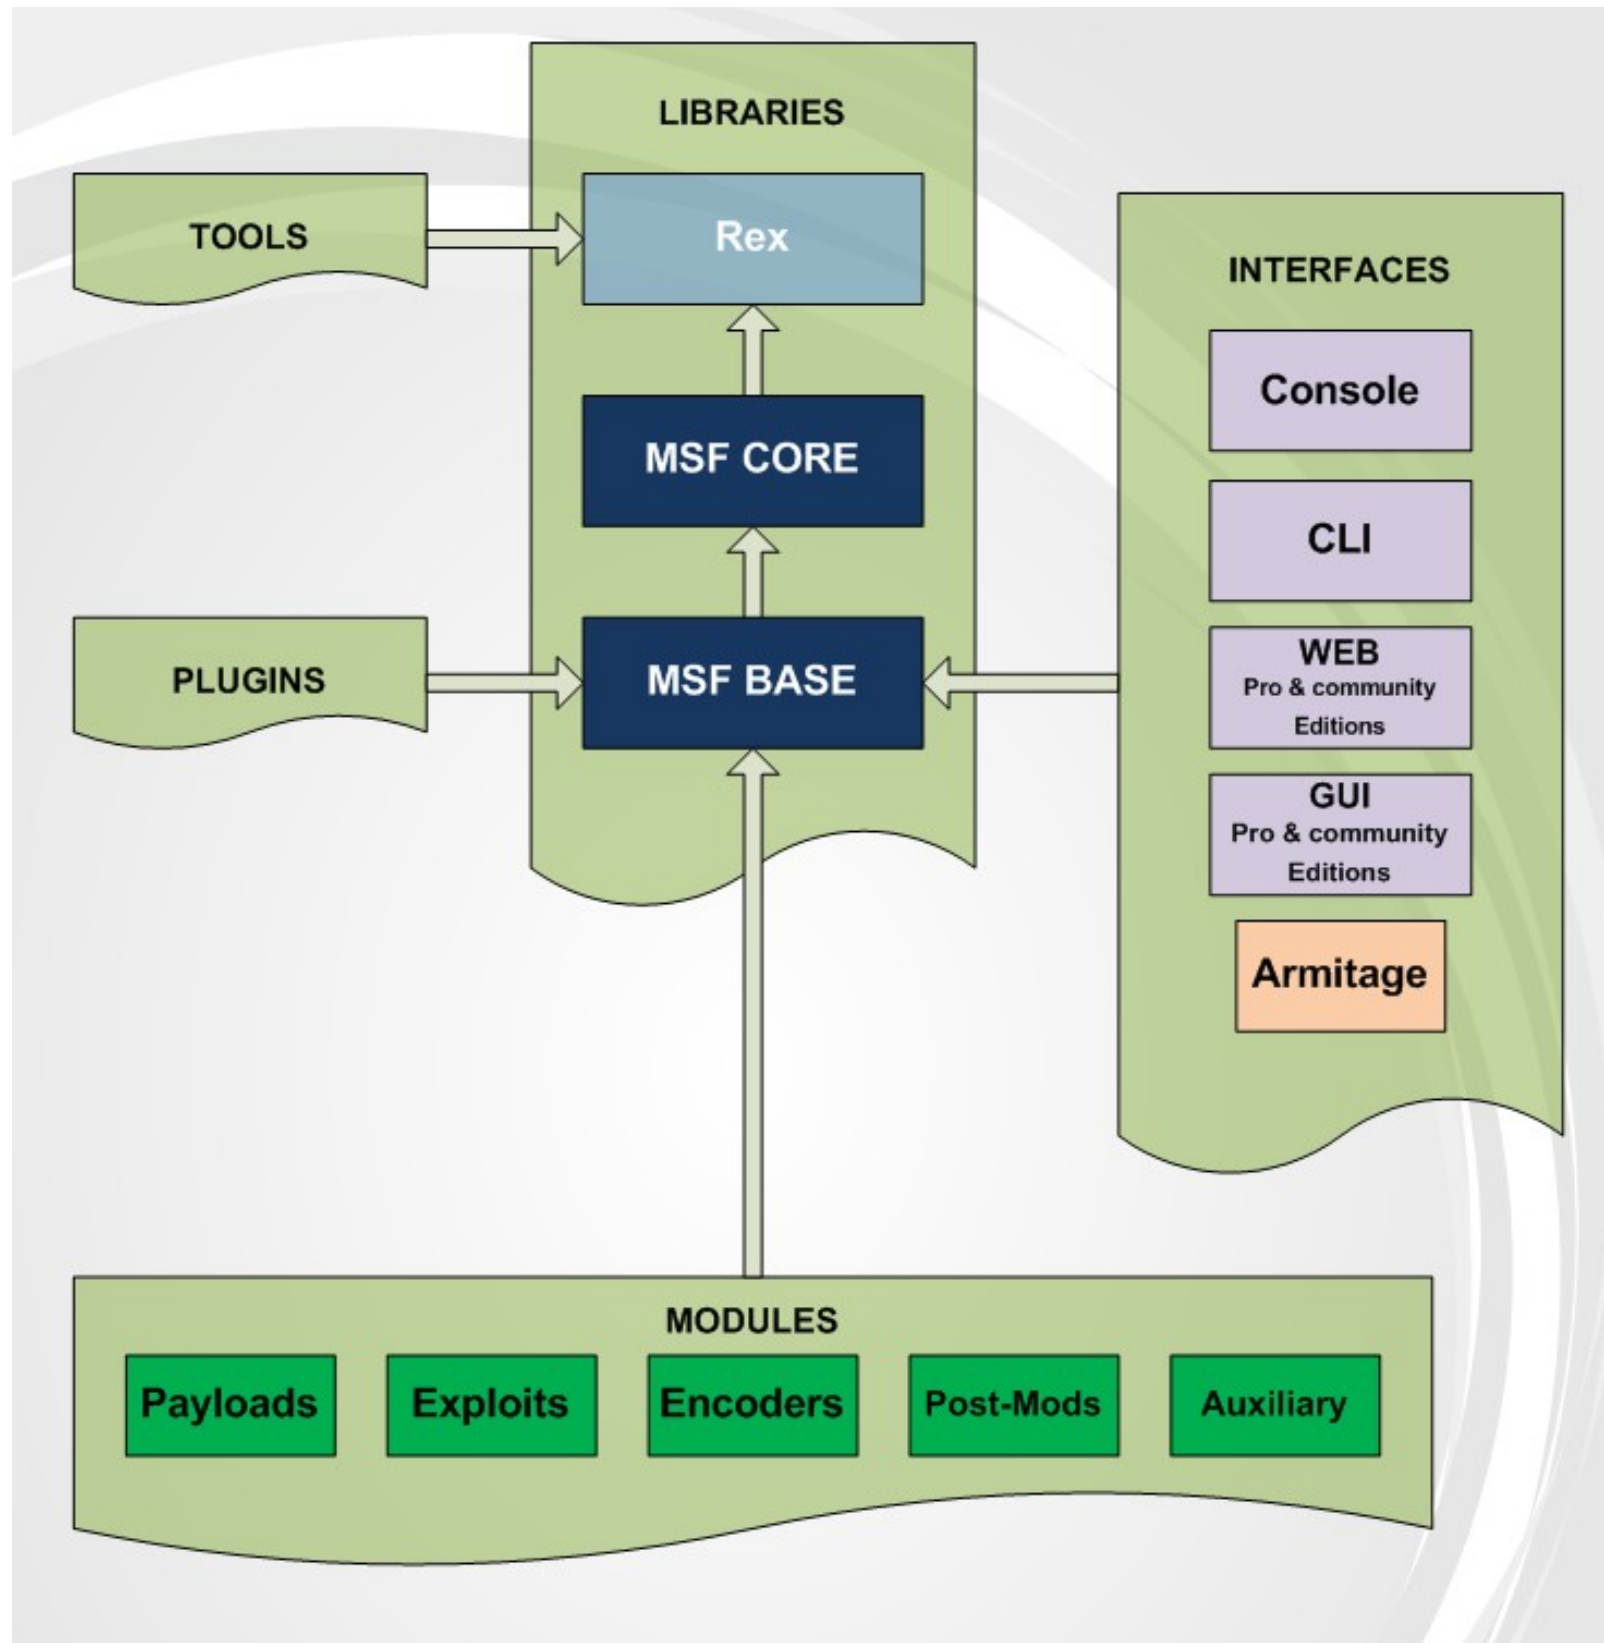 LIBRARIES
TOOLS
Rex
INTERFACES
Console
MSF CORE
CLI
PLUGINS
MSF BASE
WEB
Pro & community
Editions
GUI
Pro & community
Editions
Armitage
MODULES
Payloads
Exploits
Encoders
Post-Mods
Auxiliary